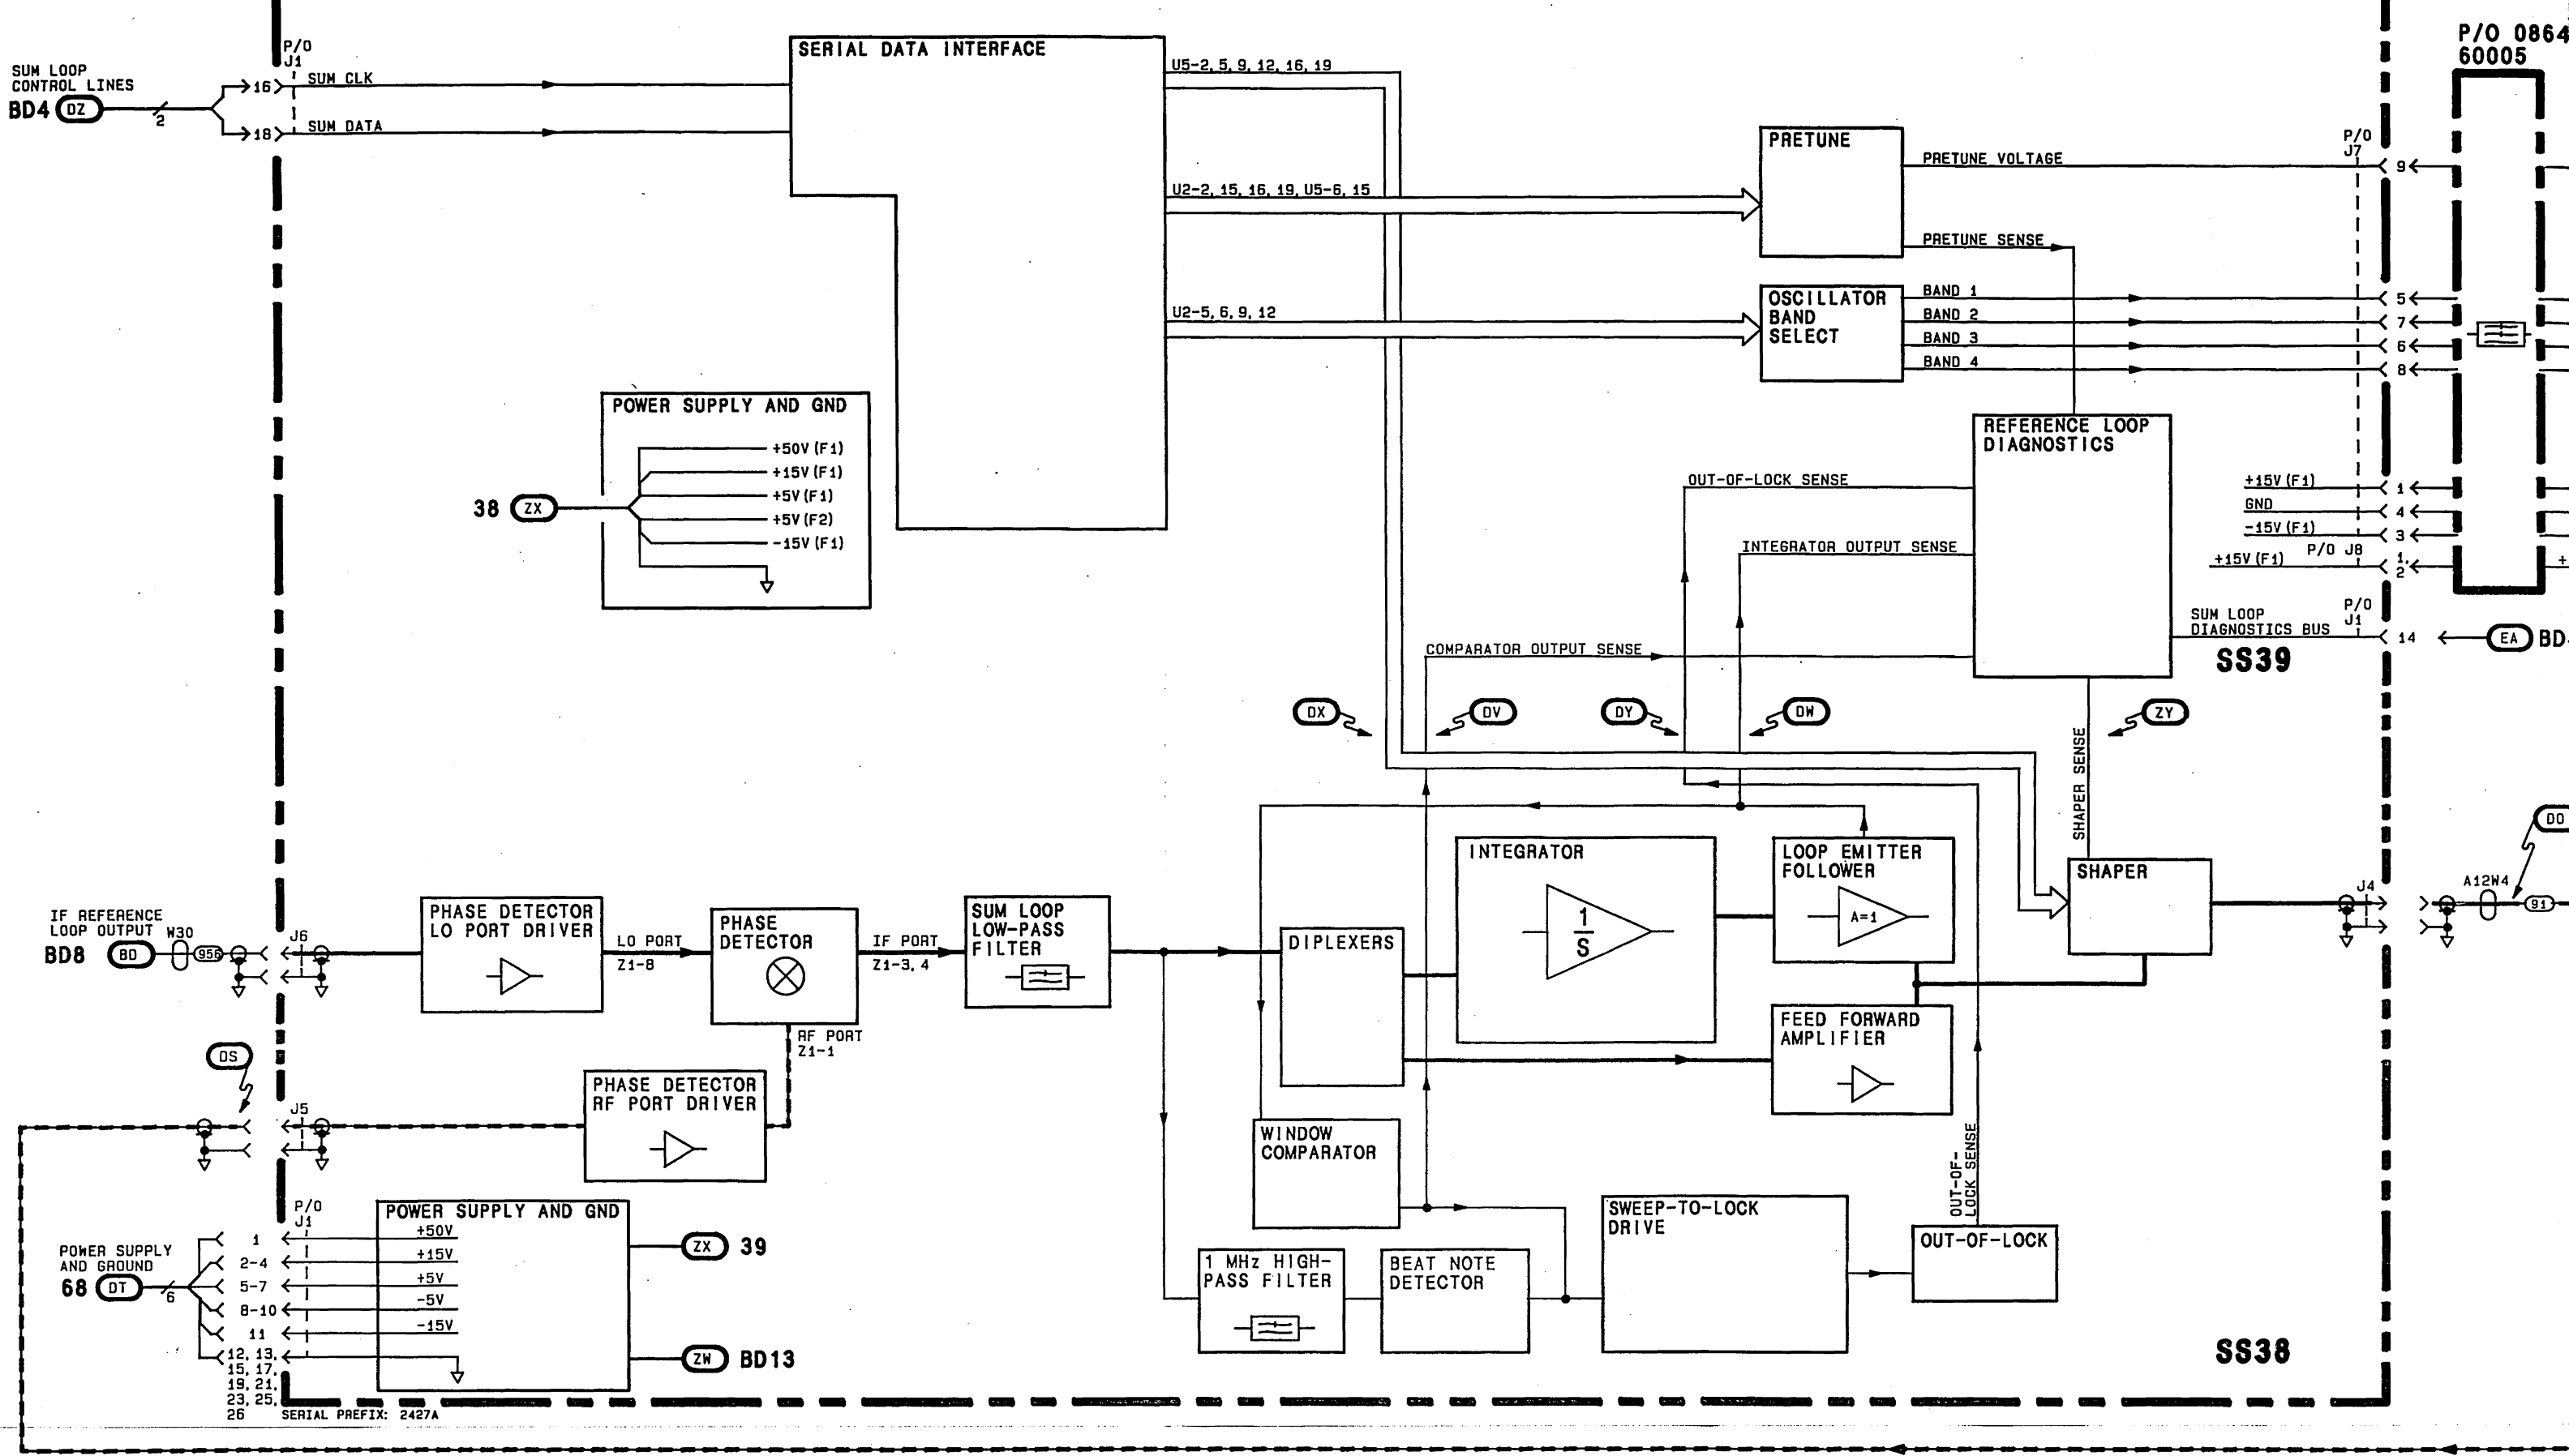 SUM LOOP
CONTROL LINES
BD4 DZ
2
P/O
J1
16
SUM CLK
18
SUM DATA
SERIAL DATA INTERFACE
U5-2, 5, 9, 12, 16, 19
U2-2, 15, 16, 19, U5-6, 15
U2-5, 6, 9, 12
PRETUNE
PRETUNE VOLTAGE
PRETUNE SENSE
OSCILLATOR
BAND
SELECT
BAND 1
BAND 2
BAND 3
BAND 4
P/O
J7
9
5
7
6
8
P/O 0864
60005
POWER SUPPLY AND GND
+50V (F1)
+15V (F1)
+5V (F1)
+5V (F2)
-15V (F1)
38 ZX
REFERENCE LOOP
DIAGNOSTICS
OUT-OF-LOCK SENSE
INTEGRATOR OUTPUT SENSE
COMPARATOR OUTPUT SENSE
+15V (F1)
1
GND
4
-15V (F1)
3
P/O J8
+15V (F1)
1,
2
+
SUM LOOP
DIAGNOSTICS BUS
P/O
J1
14
EA BD
SS39
DX
DV
DY
DW
ZY
SHAPER SENSE
IF REFERENCE
LOOP OUTPUT
BD8 BD
W30
956
J6
PHASE DETECTOR
LO PORT DRIVER
LO PORT
Z1-8
PHASE
DETECTOR
IF PORT
Z1-3, 4
RF PORT
Z1-1
SUM LOOP
LOW-PASS
FILTER
DIPLEXERS
INTEGRATOR
1
S
LOOP EMITTER
FOLLOWER
A=1
FEED FORWARD
AMPLIFIER
SHAPER
J4
A12W4
91
DO
DS
J5
PHASE DETECTOR
RF PORT DRIVER
WINDOW
COMPARATOR
1 MHz HIGH-
PASS FILTER
BEAT NOTE
DETECTOR
SWEEP-TO-LOCK
DRIVE
OUT-OF-
LOCK SENSE
OUT-OF-LOCK
SS38
POWER SUPPLY
AND GROUND
68 DT
6
P/O
J1
1
2-4
5-7
8-10
11
12, 13,
15, 17,
19, 21,
23, 25,
26
POWER SUPPLY AND GND
+50V
+15V
+5V
-5V
-15V
ZX 39
ZW BD13
SERIAL PREFIX: 2427A